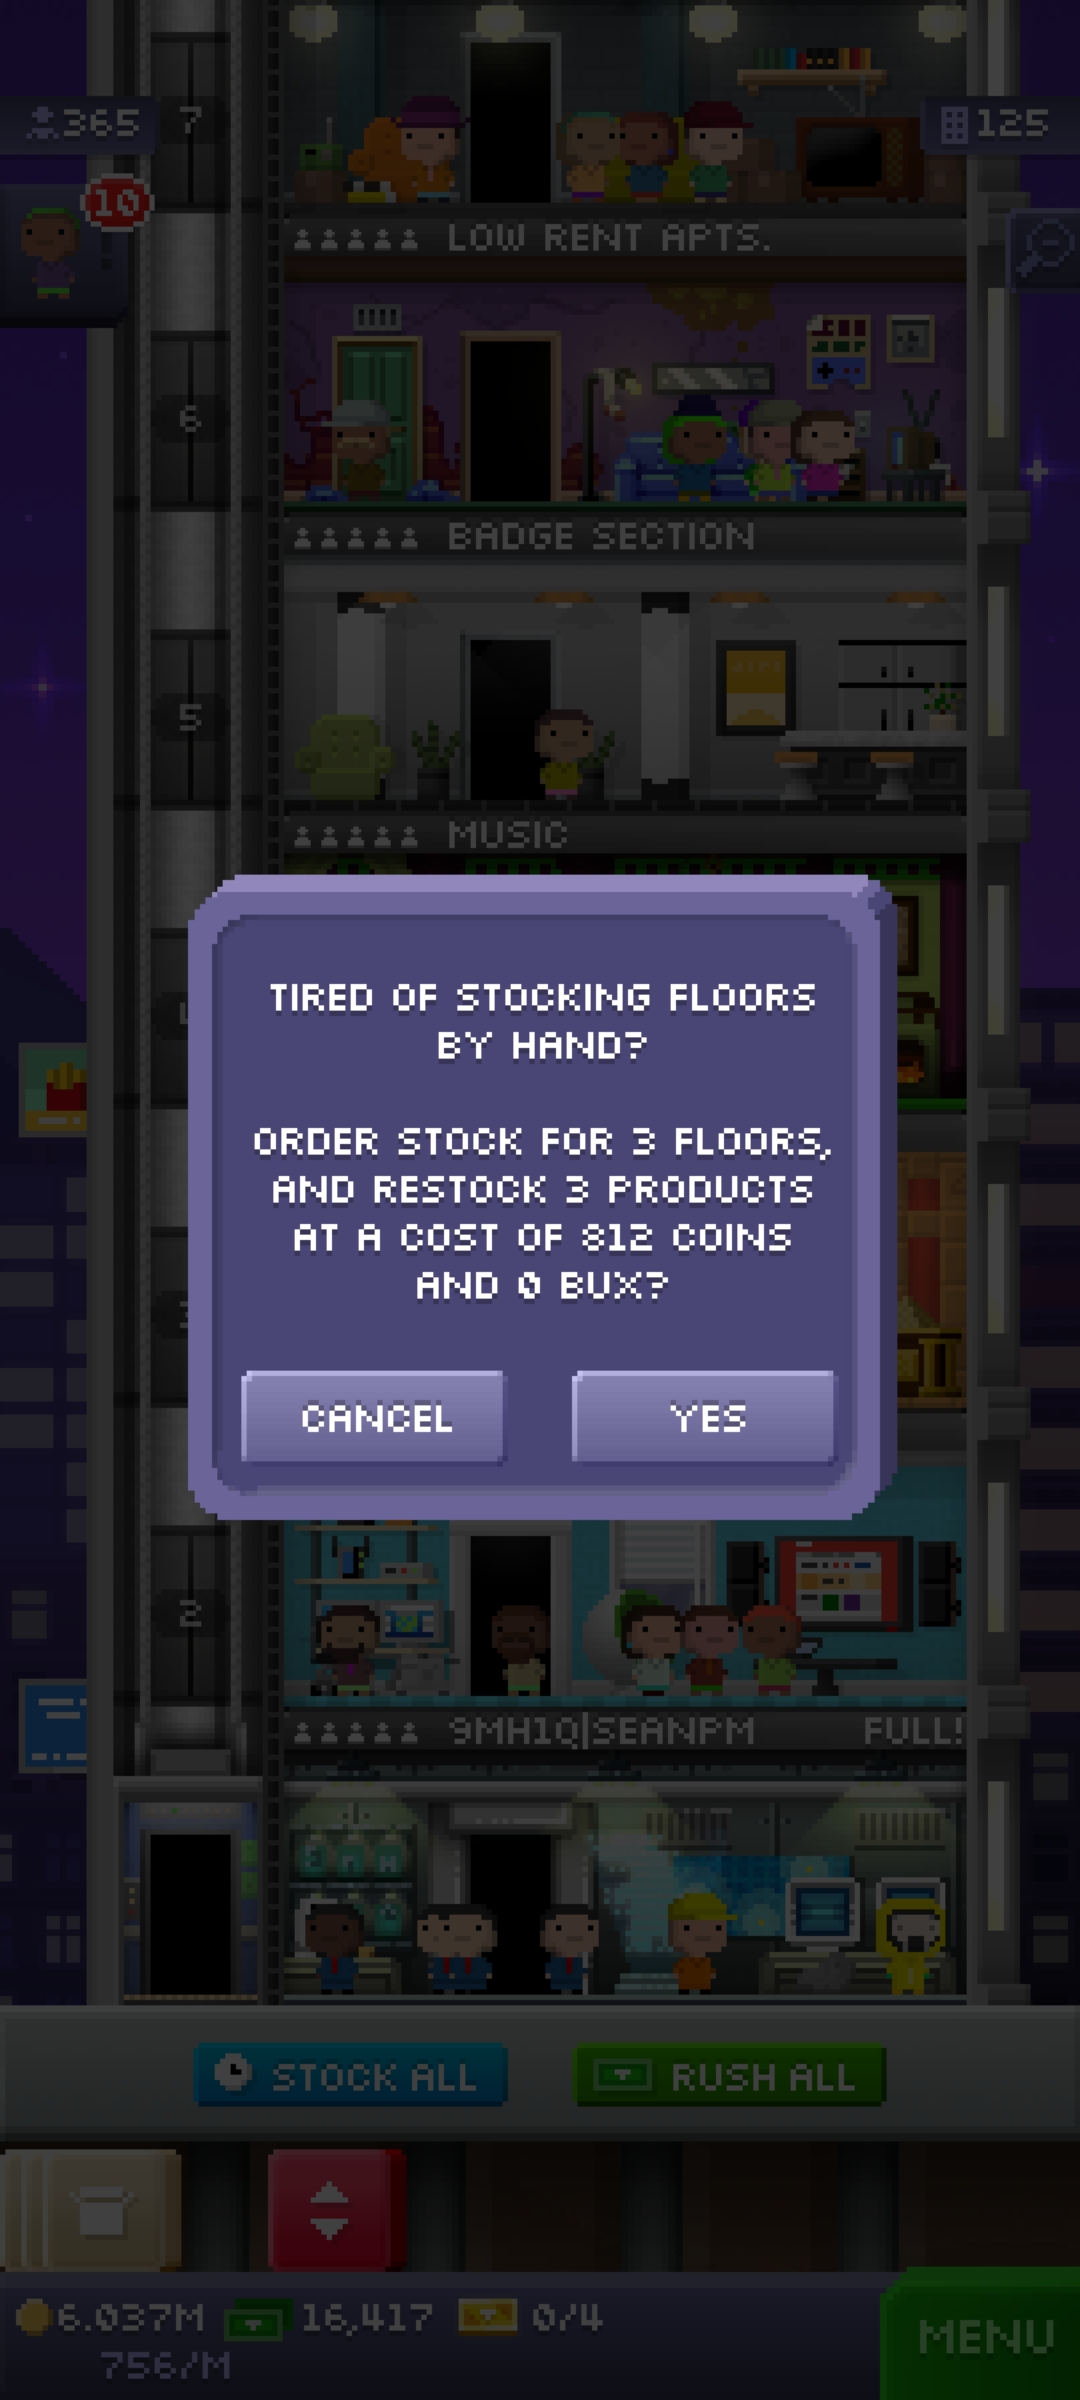 365
7
125
10
LOW RENT APTS.
6
BADGE SECTION
5
MUSIC
TIRED OF STOCKING FLOORS
BY HAND?
ORDER STOCK FOR 3 FLOORS,
AND RESTOCK 3 PRODUCTS
AT A COST OF 812 COINS
AND 0 BUX?
CANCEL
YES
2
9MH1Q|SEANPM
FULL!
STOCK ALL
RUSH ALL
6.037M
16,417
0/4
MENU
756/M